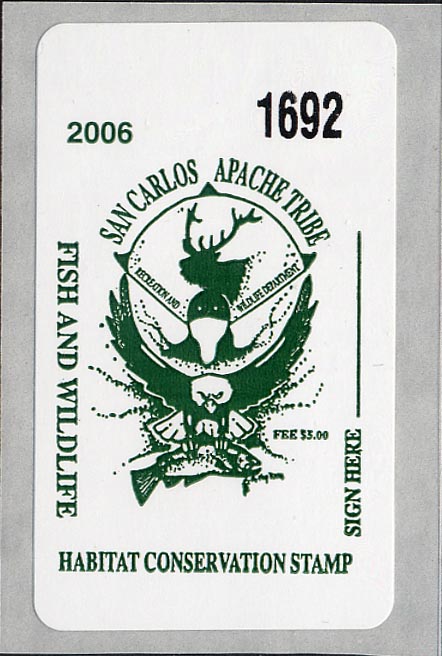 2006
1692
SAN CARLOS APACHE TRIBE
RECREATION AND
WILDLIFE DEPARTMENT
FISH AND WILDLIFE
FEE $5.00
SIGN HERE
HABITAT CONSERVATION STAMP